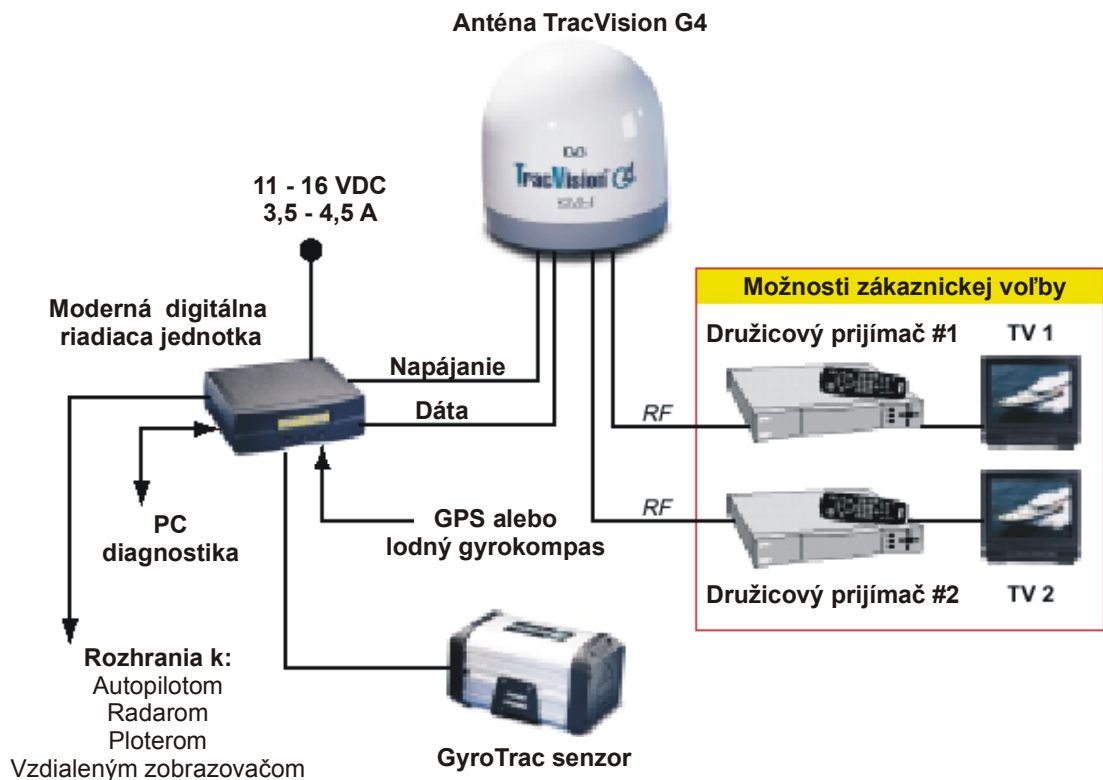 Anténa TracVision G4
TracVision G4
11 - 16 VDC
3,5 - 4,5 A
Moderná digitálna
riadiaca jednotka
Napájanie
Dáta
PC
diagnostika
GPS alebo
lodný gyrokompas
Rozhrania k:
Autopilotom
Radarom
Ploterom
Vzdialeným zobrazovačom
GyroTrac senzor
Možnosti zákaznickej voľby
Družicový prijímač #1
TV 1
RF
RF
Družicový prijímač #2
TV 2